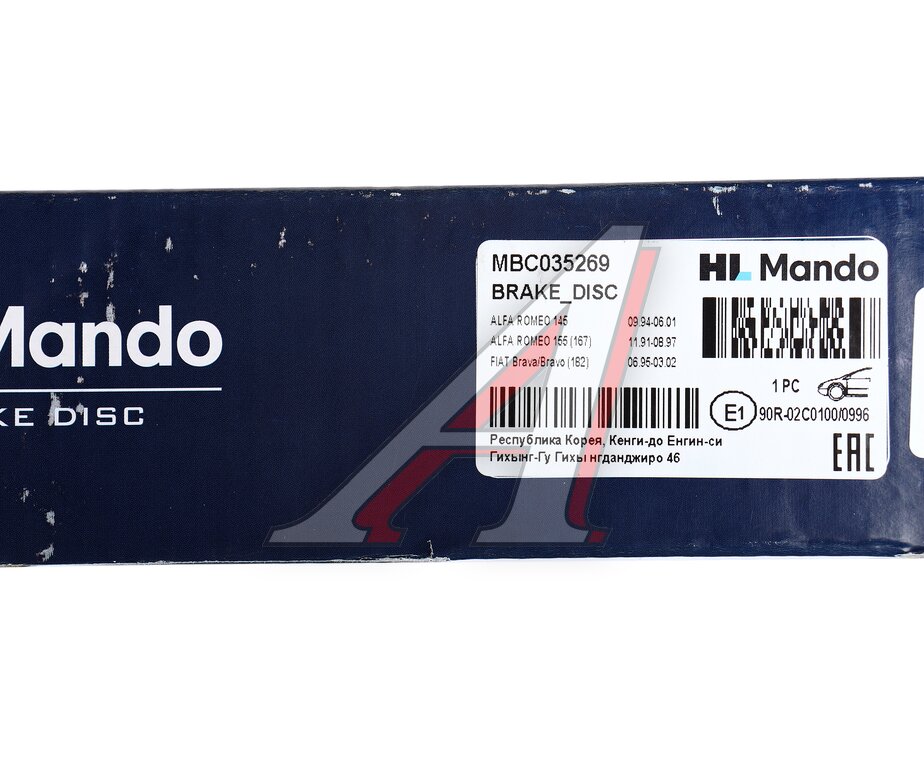 Mando
KE DISC
MBC035269
BRAKE_DISC
HL Mando
ALFA ROMEO 145 09.94-06.01
ALFA ROMEO 155 (167) 11.91-08.97
FIAT Brava/Bravo (182) 06.95-03.02
1 PC
E1 90R-02C0100/0996
Республика Корея, Кенги-до Енгин-си
Гихынг-Гу Гихы нгданджиро 46
EAC